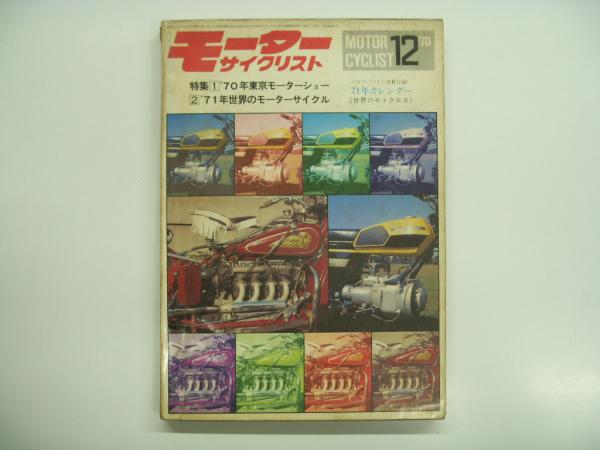 モーター
サイクリスト
MOTOR
CYCLIST 12 '70
特集1 '70年東京モーターショー
2 '71年世界のモーターサイクル
'71年カレンダー
(世界のモトクロス)